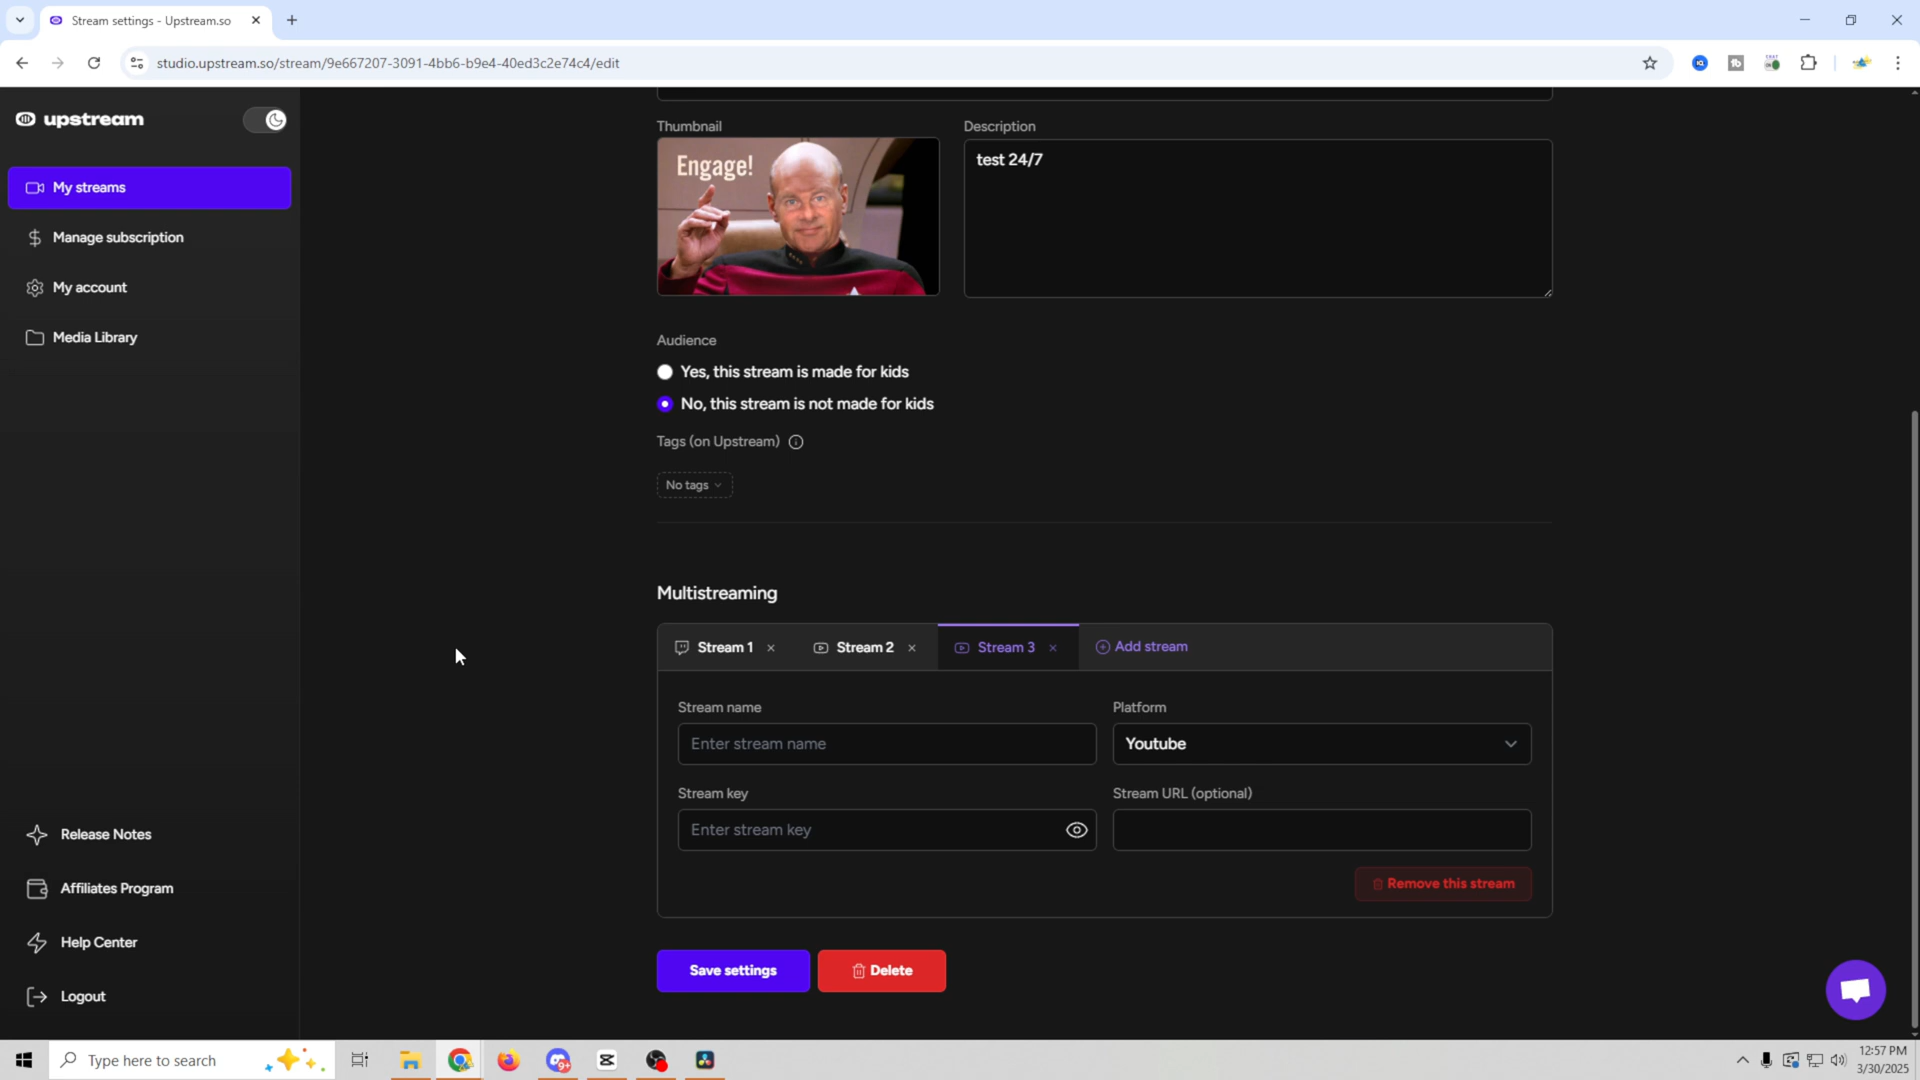 Stream settings - Upstream.so
studio.upstream.so/stream/9e667207-3091-4bb6-b9e4-40ed3c2e74c4/edit
upstream
My streams
Manage subscription
My account
Media Library
Release Notes
Affiliates Program
Help Center
Logout
Thumbnail
Description
Engage!
test 24/7
Audience
Yes, this stream is made for kids
No, this stream is not made for kids
Tags (on Upstream)
No tags
Multistreaming
Stream 1
Stream 2
Stream 3
Add stream
Stream name
Platform
Enter stream name
Youtube
Stream key
Stream URL (optional)
Enter stream key
Remove this stream
Save settings
Delete
Type here to search
9+
12:57 PM
3/30/2025